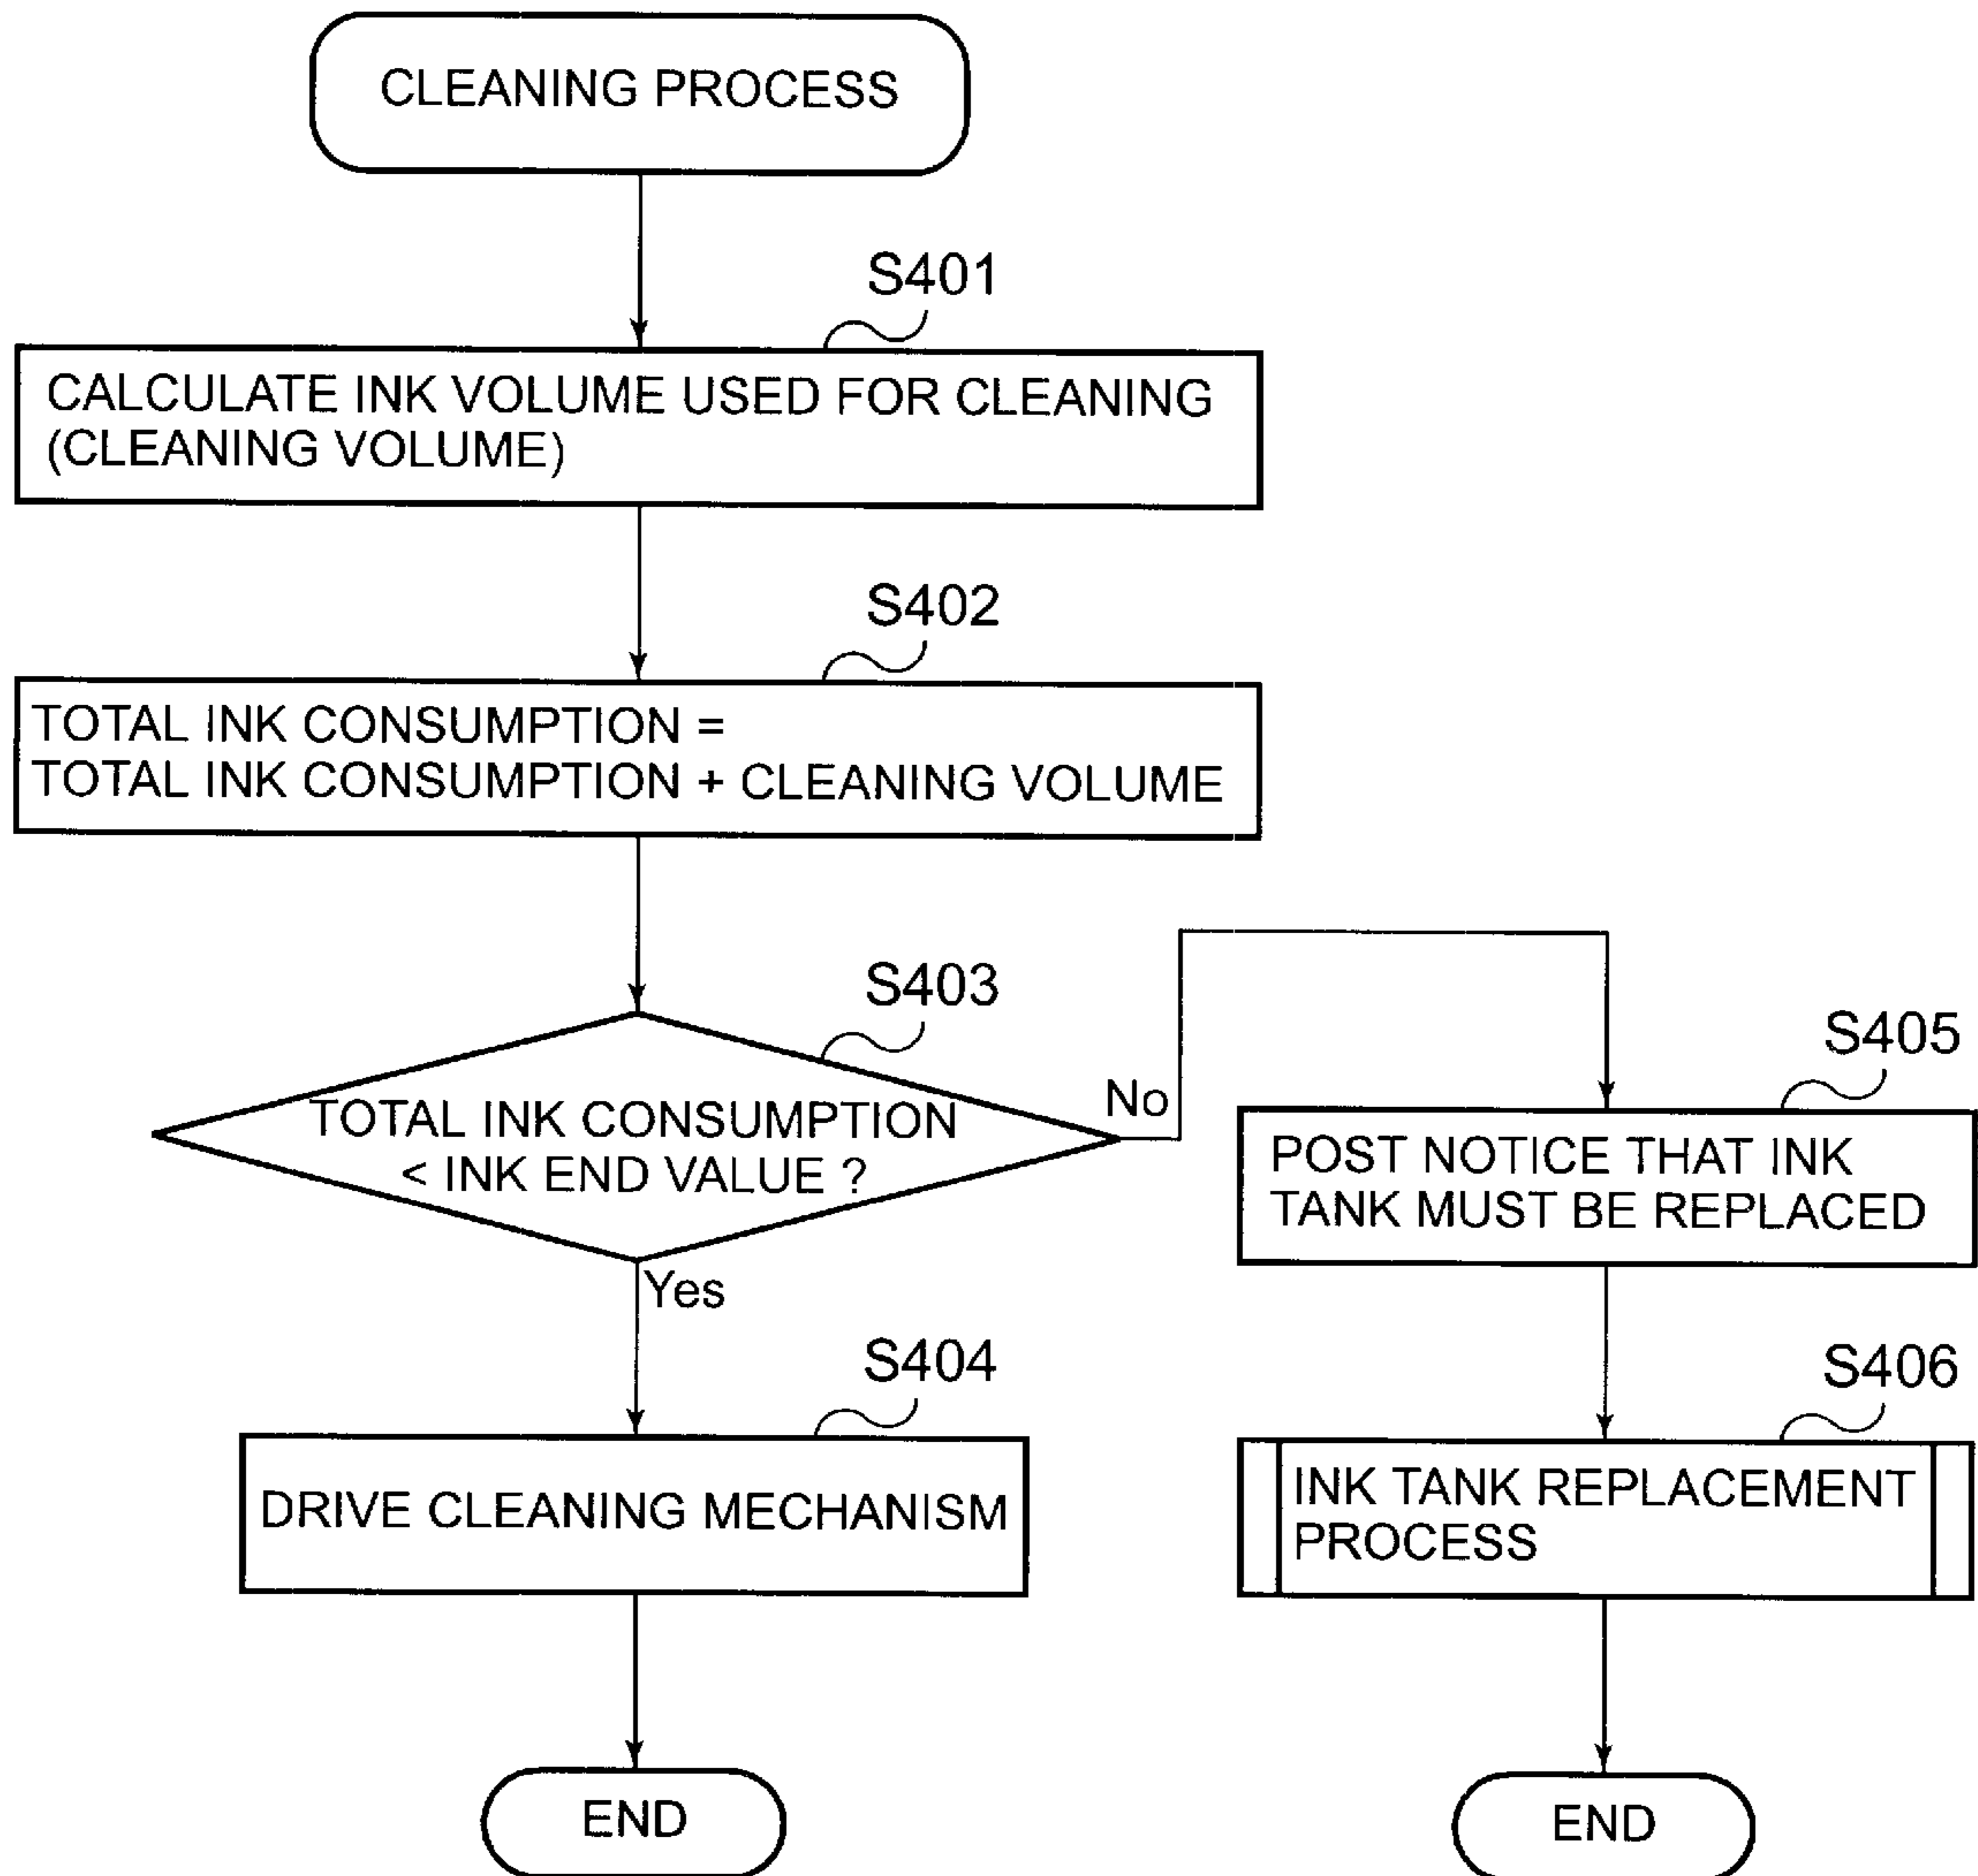 CLEANING PROCESS
S401
CALCULATE INK VOLUME USED FOR CLEANING
(CLEANING VOLUME)
S402
TOTAL INK CONSUMPTION =
TOTAL INK CONSUMPTION + CLEANING VOLUME
S403
TOTAL INK CONSUMPTION
< INK END VALUE ?
No
Yes
S404
DRIVE CLEANING MECHANISM
END
S405
POST NOTICE THAT INK
TANK MUST BE REPLACED
S406
INK TANK REPLACEMENT
PROCESS
END